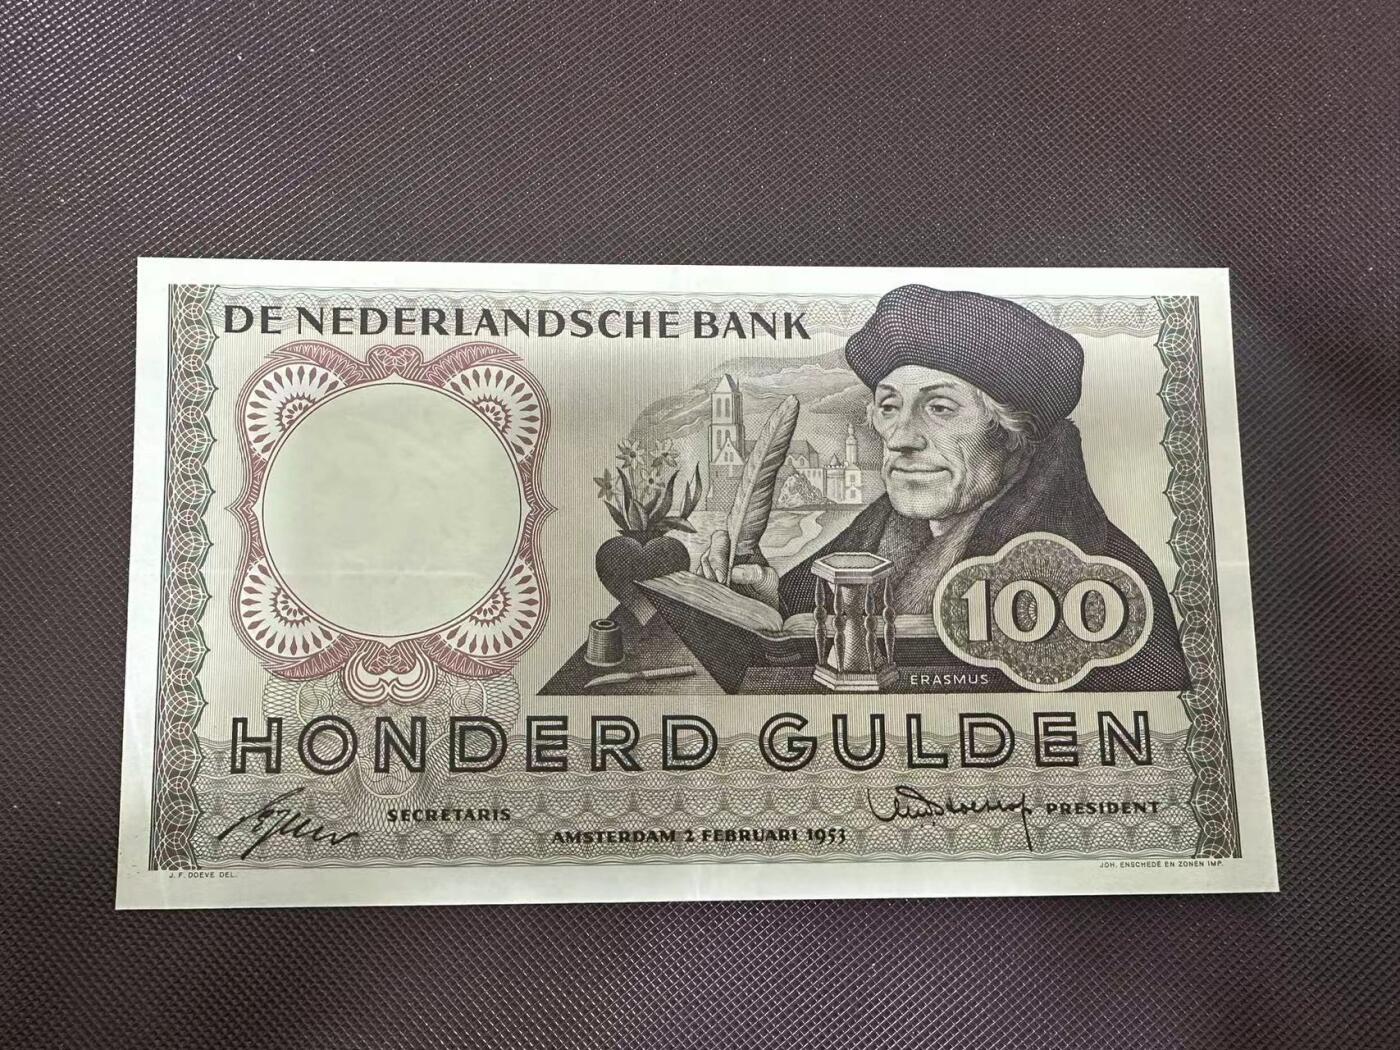 DE NEDERLANDSCHE BANK
100
ERASMUS
HONDERD GULDEN
SECRETARIS
AMSTERDAM 2 FEBRUARI 1953
PRESIDENT
J. F. DOEVE DEL.
JOH. ENSCHEDÉ EN ZONEN IMP.